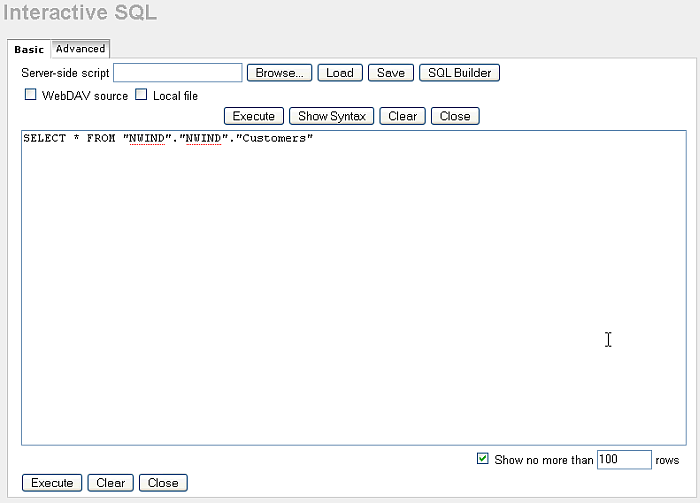 Interactive SQL
Basic Advanced
Server-side script Browse... Load Save SQL Builder
WebDAV source Local file
Execute Show Syntax Clear Close
SELECT * FROM "NWIND"."NWIND"."Customers"
Show no more than 100 rows
Execute Clear Close